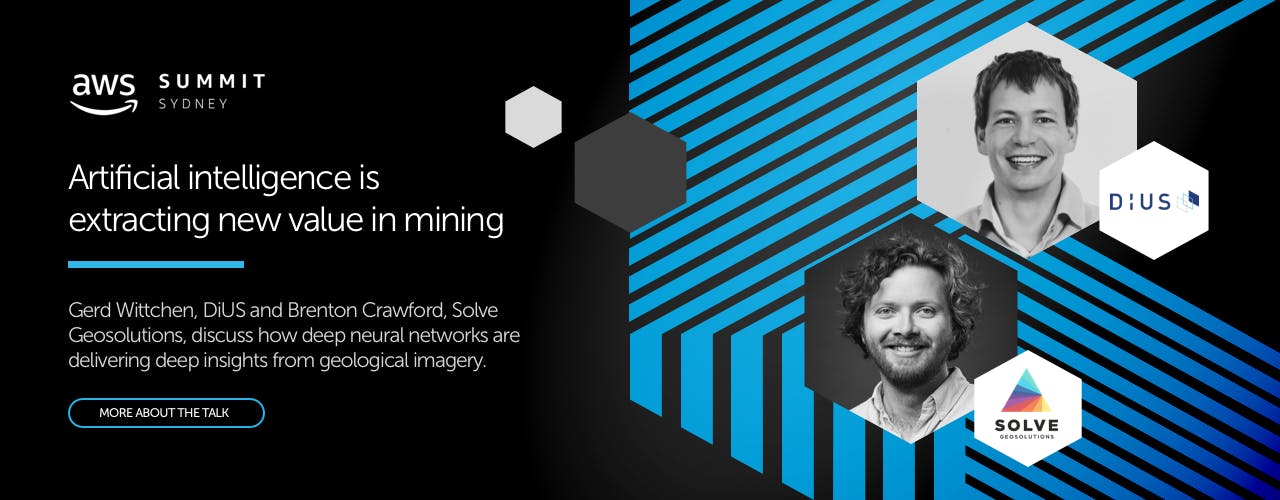 aws SUMMIT
SYDNEY
Artificial intelligence is
extracting new value in mining
Gerd Wittchen, DiUS and Brenton Crawford, Solve
Geosolutions, discuss how deep neural networks are
delivering deep insights from geological imagery.
MORE ABOUT THE TALK
DIUS
SOLVE
GEOSOLUTIONS